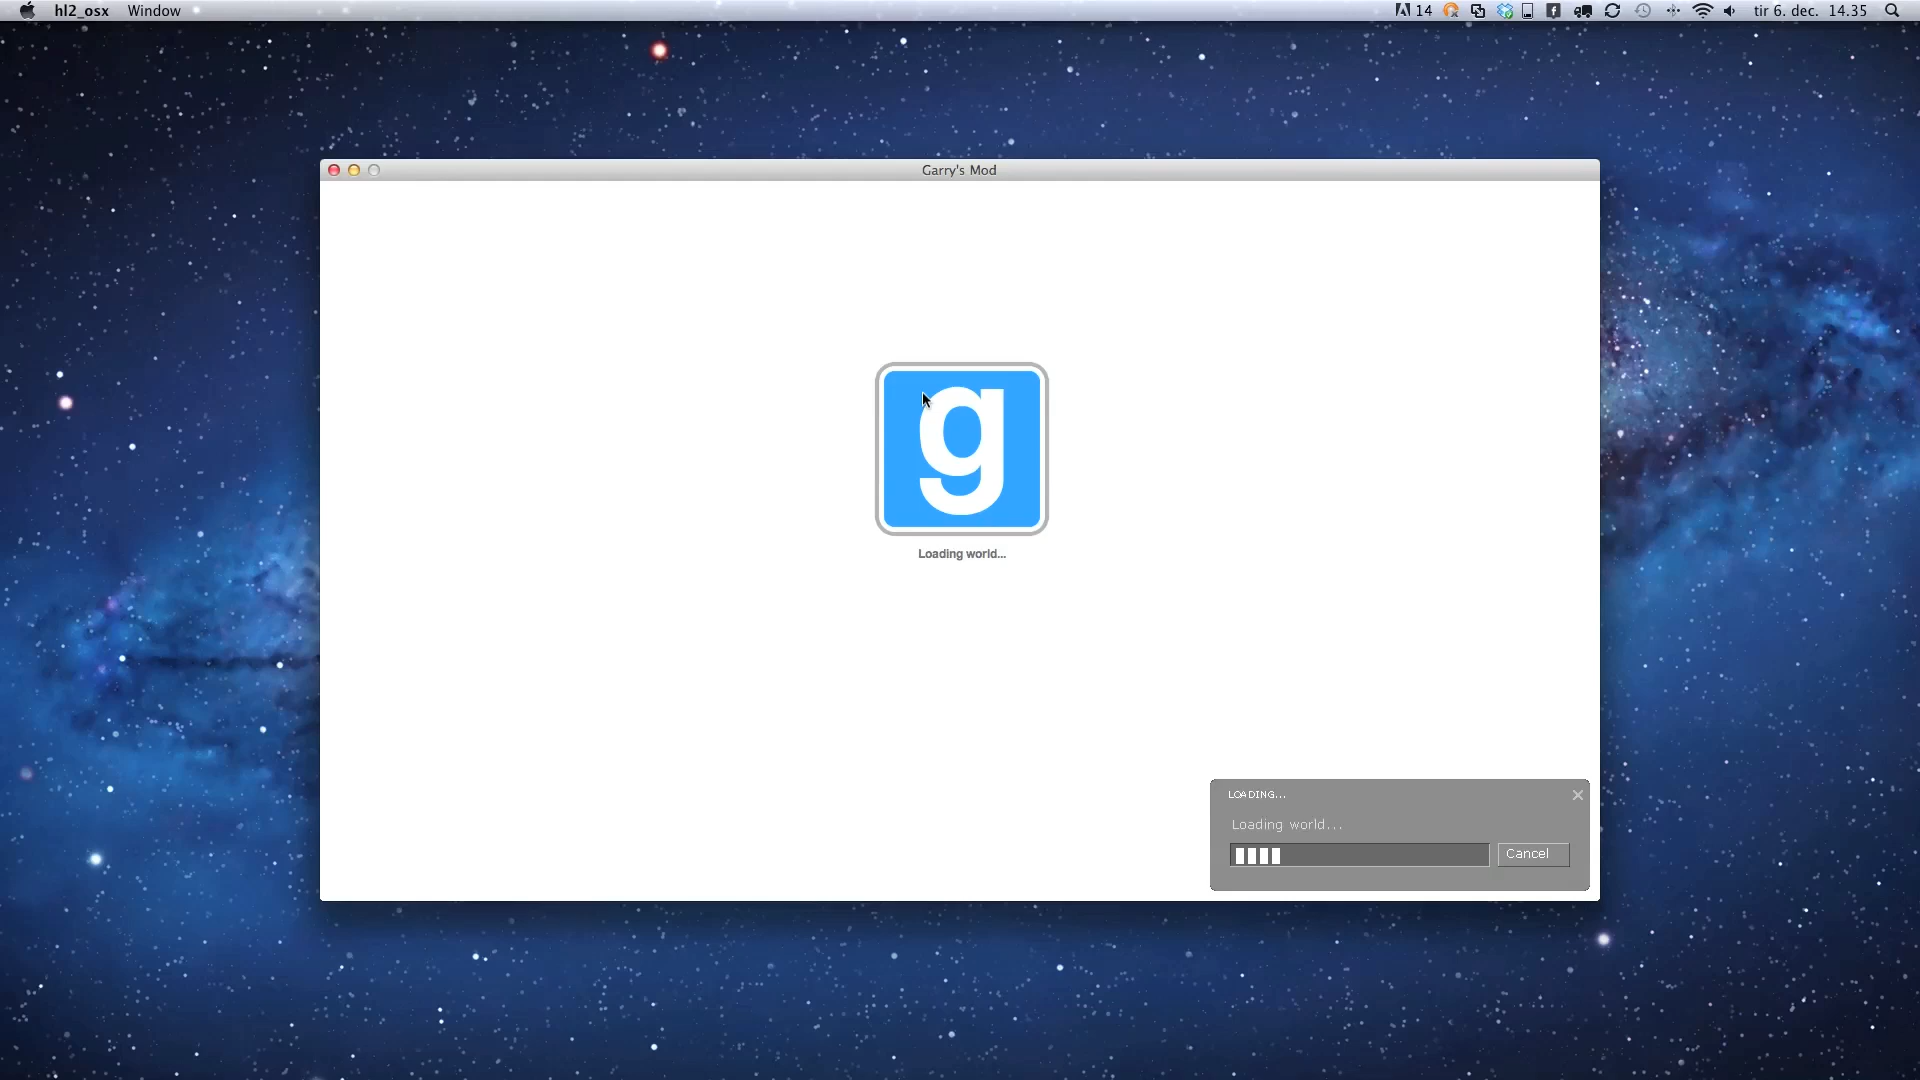 hl2_osx Window 14 tir 6. dec. 14.35
Garry's Mod
g
Loading world...
LOADING...
Loading world...
Cancel